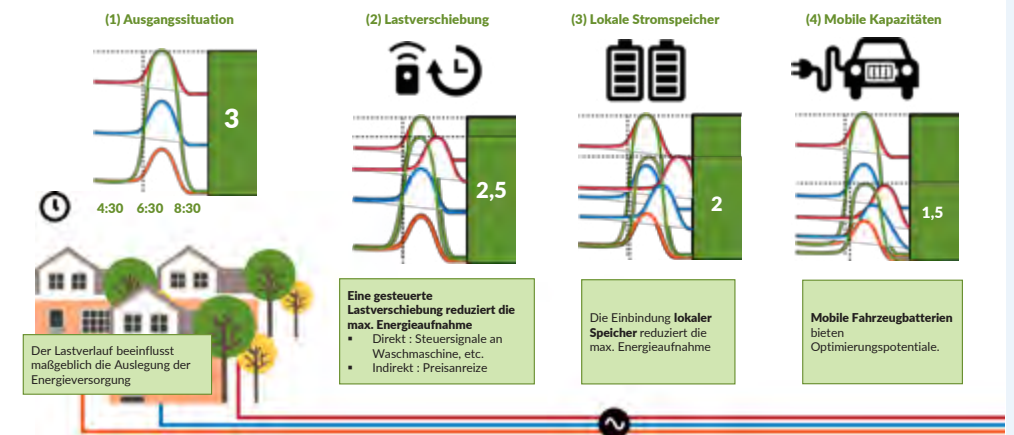 (1) Ausgangssituation
(2) Lastverschiebung
(3) Lokale Stromspeicher
(4) Mobile Kapazitäten
3
2,5
2
1,5
4:30 6:30 8:30
Der Lastverlauf beeinflusst
maßgeblich die Auslegung der
Energieversorgung
Eine gesteuerte
Lastverschiebung reduziert die
max. Energieaufnahme
▪ Direkt : Steuersignale an
Waschmaschine, etc.
▪ Indirekt : Preisanreize
Die Einbindung lokaler
Speicher reduziert die
max. Energieaufnahme
Mobile Fahrzeugbatterien
bieten
Optimierungspotentiale.